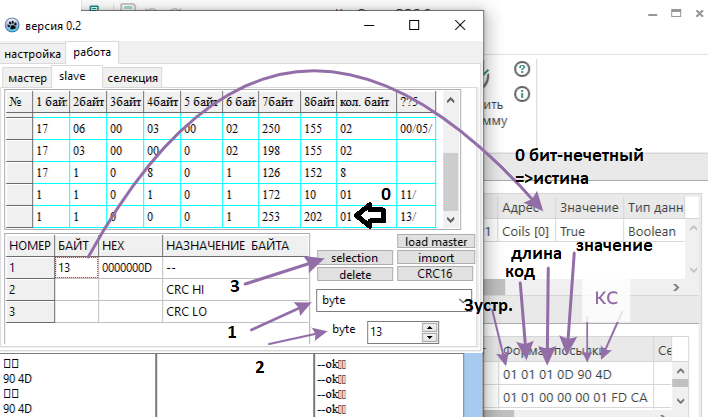 версия 0.2
настройка работа
мастер slave селекция
№ 1 байт 2байт 3байт 4байт 5 байт 6 байт 7байт 8байт кол. байт ??5
17 06 00 03 00 02 250 155 02 00/05/
17 03 00 00 0 02 198 155 02
17 1 0 8 0 1 126 152 8
17 1 0 1 0 1 172 10 01 11/
0
1 1 0 0 0 1 253 202 01 13/
НОМЕР БАЙТ HEX НАЗНАЧЕНИЕ БАЙТА
1 13 0000000D --
2 CRC HI
3 CRC LO
load master
selection import
delete CRC16
3
byte
1
byte 13
2
90 4D
90 4D
--ok
--ok
--ok
--ok
0 бит-нечетный
=>истина
Адрес Значение Тип данн
1 Coils [0] True Boolean
значение
длина
код
Зустр.
КС
Формат посылки Се
01 01 01 0D 90 4D
01 01 00 00 00 01 FD CA